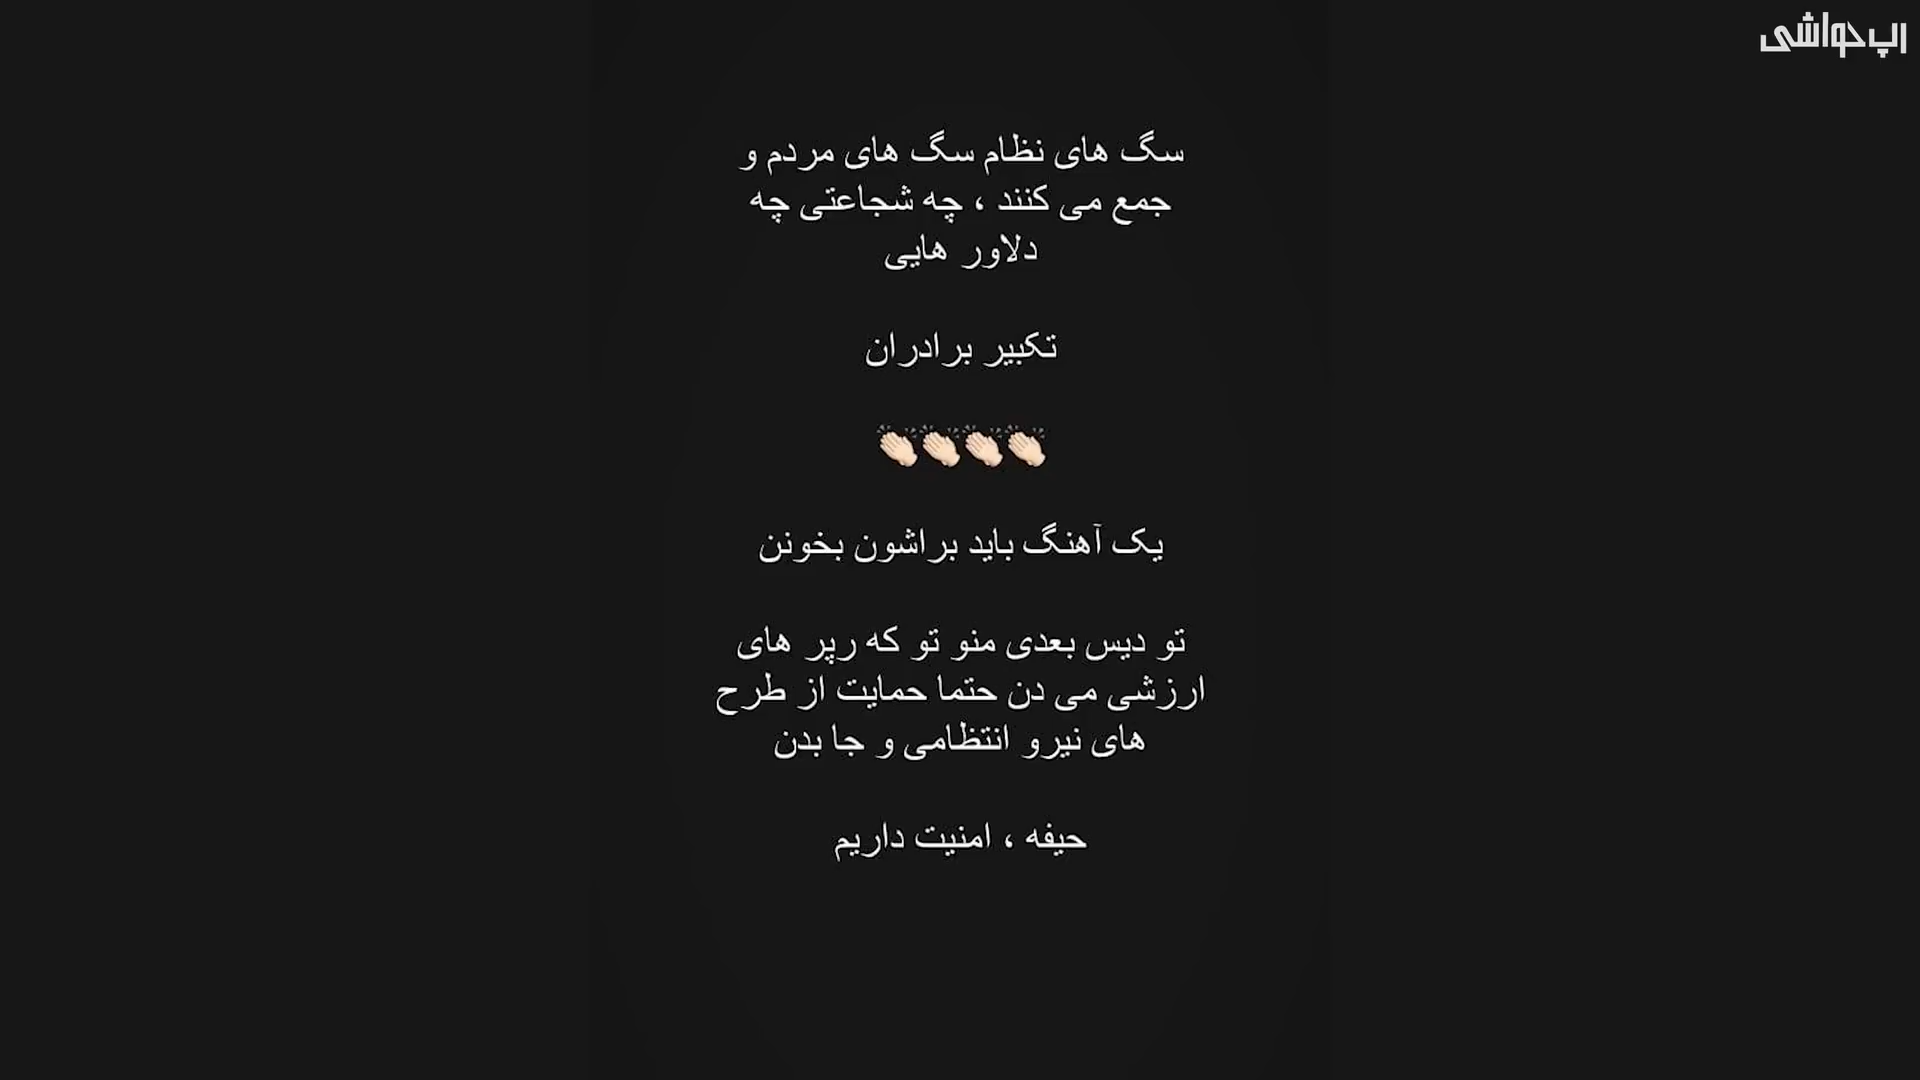 رپ حواشی
سگ های نظام سگ های مردم و
جمع می کنند ، چه شجاعتی چه
دلاور هایی
تکبیر برادران
👏🏻👏🏻👏🏻👏🏻
یک آهنگ باید براشون بخونن
تو دیس بعدی منو تو که رپر های
ارزشی می دن حتما حمایت از طرح
های نیرو انتظامی و جا بدن
حیفه ، امنیت داریم